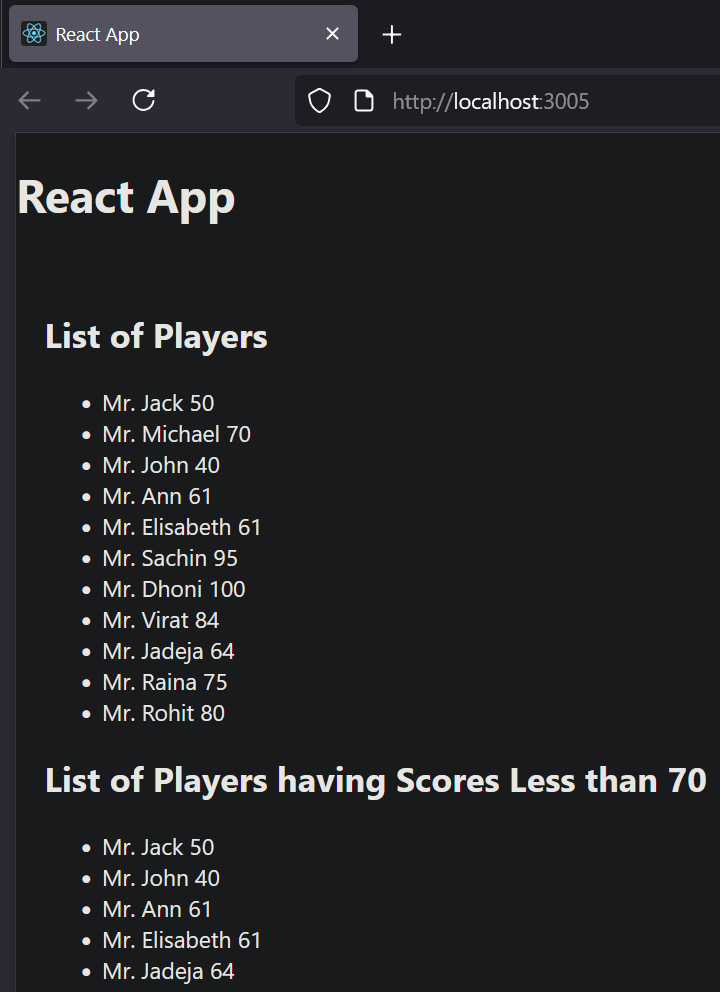 React App
http://localhost:3005
React App
List of Players
• Mr. Jack 50
• Mr. Michael 70
• Mr. John 40
• Mr. Ann 61
• Mr. Elisabeth 61
• Mr. Sachin 95
• Mr. Dhoni 100
• Mr. Virat 84
• Mr. Jadeja 64
• Mr. Raina 75
• Mr. Rohit 80
List of Players having Scores Less than 70
• Mr. Jack 50
• Mr. John 40
• Mr. Ann 61
• Mr. Elisabeth 61
• Mr. Jadeja 64